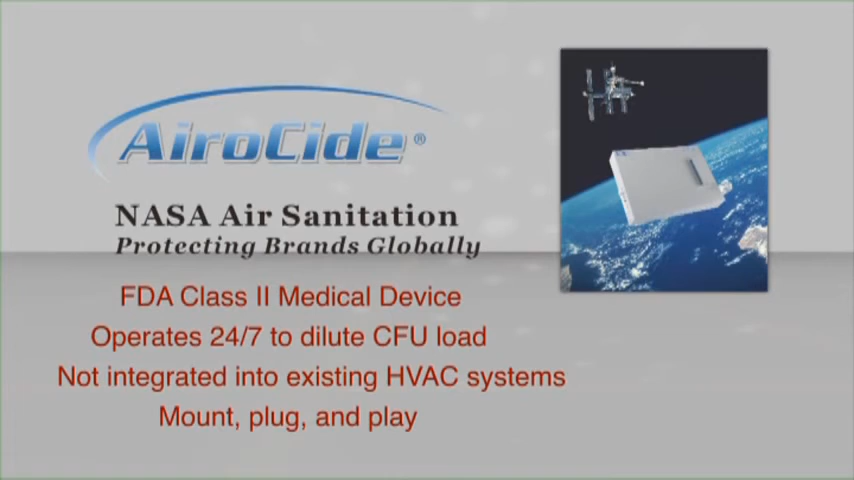 AiroCide®
NASA Air Sanitation
Protecting Brands Globally
FDA Class II Medical Device
Operates 24/7 to dilute CFU load
Not integrated into existing HVAC systems
Mount, plug, and play